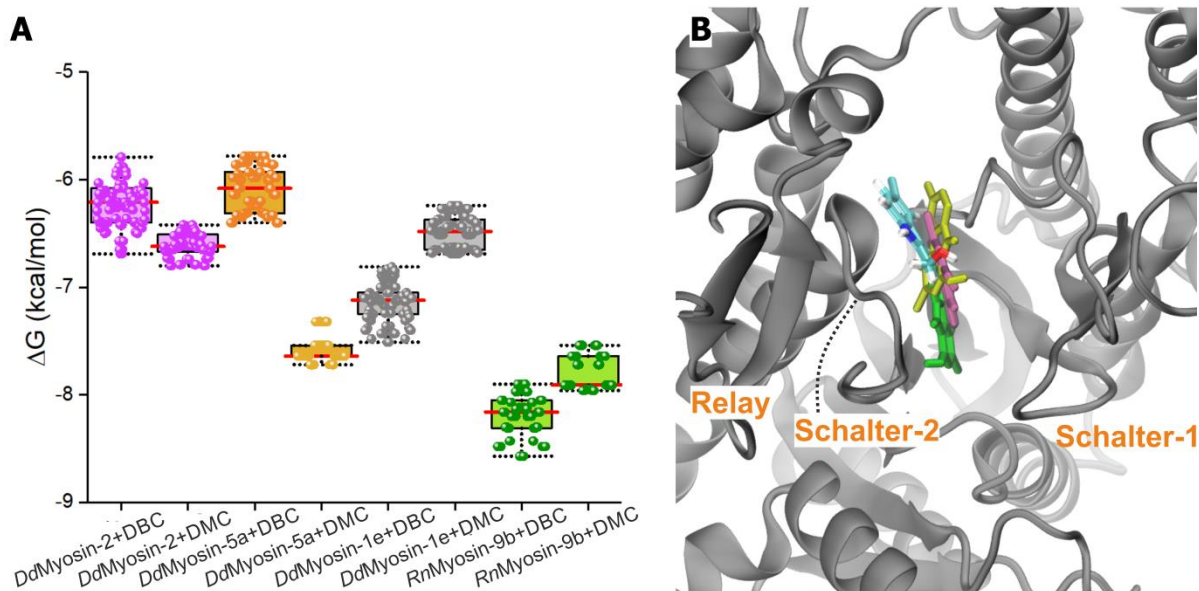 A
B
ΔG (kcal/mol)
-5
-6
-7
-8
-9
DdMyosin-2+DBC
DdMyosin-2+DMC
DdMyosin-5a+DBC
DdMyosin-5a+DMC
DdMyosin-1e+DBC
DdMyosin-1e+DMC
RnMyosin-9b+DBC
RnMyosin-9b+DMC
Relay
Schalter-2
Schalter-1